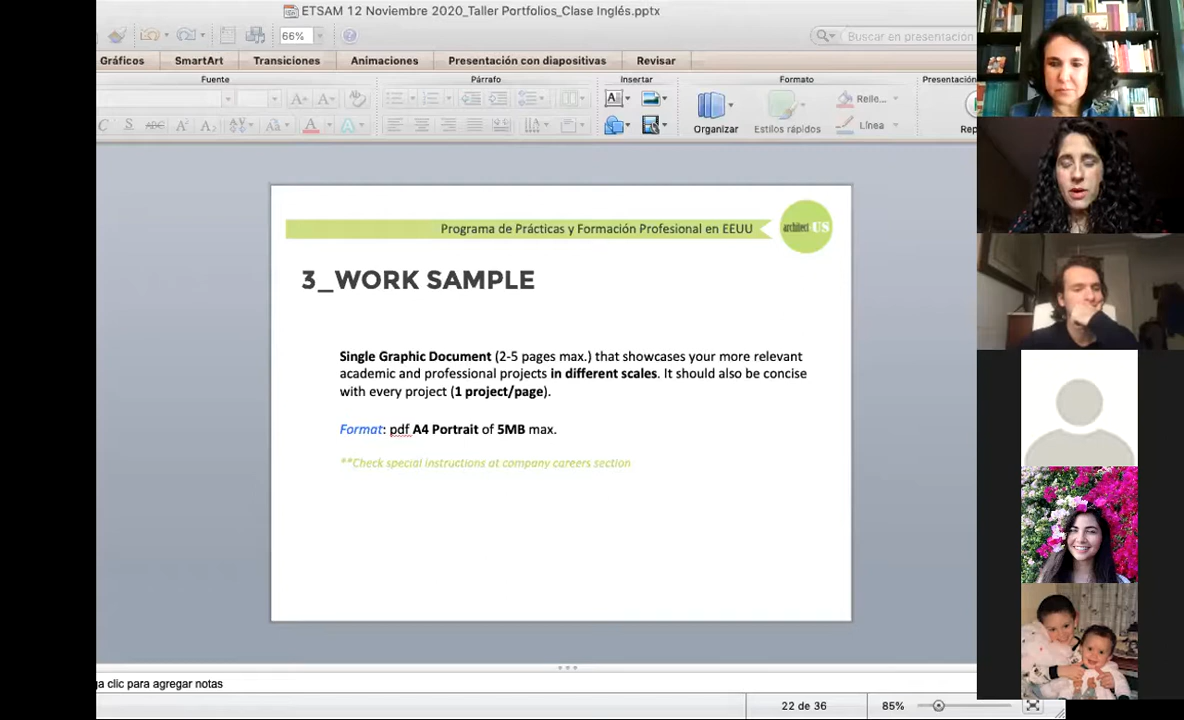 ETSAM 12 Noviembre 2020_Taller Portfolios_Clase Inglés.pptx
66%
Buscar en presentación
Gráficos SmartArt Transiciones Animaciones Presentación con diapositivas Revisar
Fuente Párrafo Insertar Formato Presentación
Relle...
Organizar Estilos rápidos Línea Rep
Programa de Prácticas y Formación Profesional en EEUU
architect US
3_WORK SAMPLE
Single Graphic Document (2-5 pages max.) that showcases your more relevant
academic and professional projects in different scales. It should also be concise
with every project (1 project/page).
Format: pdf A4 Portrait of 5MB max.
**Check special instructions at company careers section
ga clic para agregar notas
22 de 36 85%